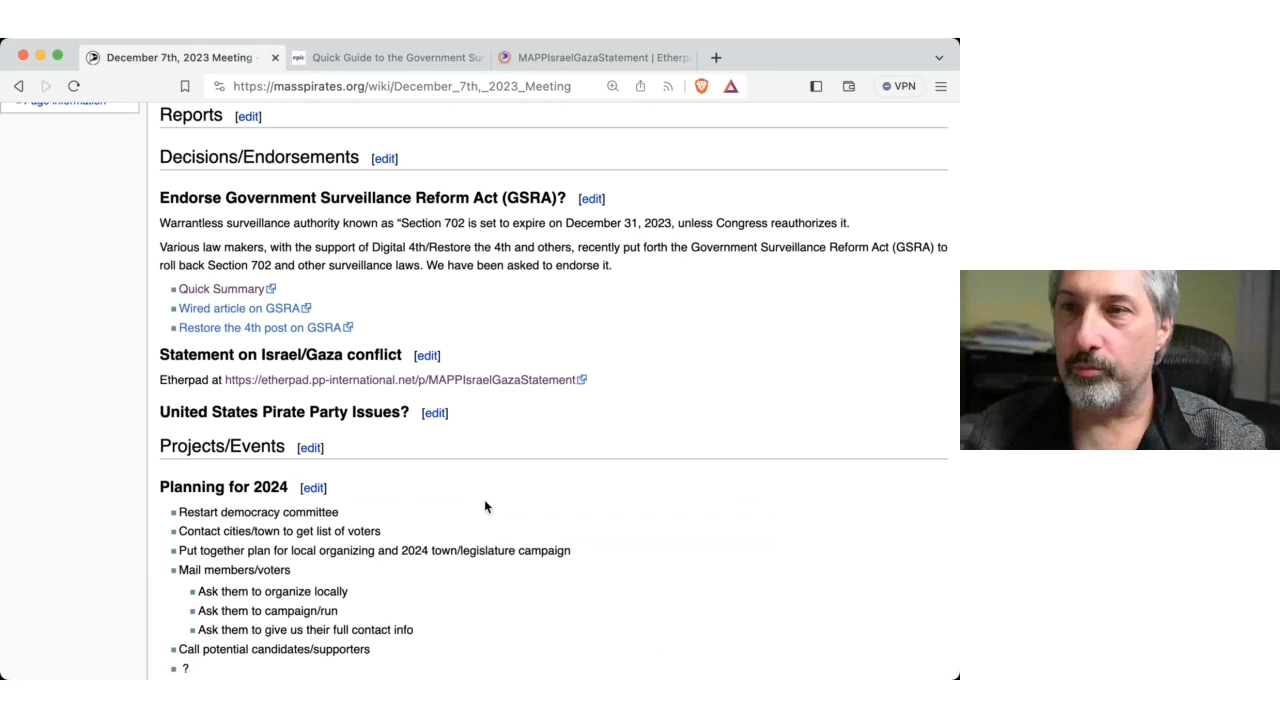 December 7th, 2023 Meeting -
epic Quick Guide to the Government Sur
MAPPIsraelGazaStatement | Etherp
https://masspirates.org/wiki/December_7th,_2023_Meeting
VPN
Page information
Reports [edit]
Decisions/Endorsements [edit]
Endorse Government Surveillance Reform Act (GSRA)? [edit]
Warrantless surveillance authority known as “Section 702 is set to expire on December 31, 2023, unless Congress reauthorizes it.
Various law makers, with the support of Digital 4th/Restore the 4th and others, recently put forth the Government Surveillance Reform Act (GSRA) to
roll back Section 702 and other surveillance laws. We have been asked to endorse it.
Quick Summary
Wired article on GSRA
Restore the 4th post on GSRA
Statement on Israel/Gaza conflict [edit]
Etherpad at https://etherpad.pp-international.net/p/MAPPIsraelGazaStatement
United States Pirate Party Issues? [edit]
Projects/Events [edit]
Planning for 2024 [edit]
Restart democracy committee
Contact cities/town to get list of voters
Put together plan for local organizing and 2024 town/legislature campaign
Mail members/voters
Ask them to organize locally
Ask them to campaign/run
Ask them to give us their full contact info
Call potential candidates/supporters
?